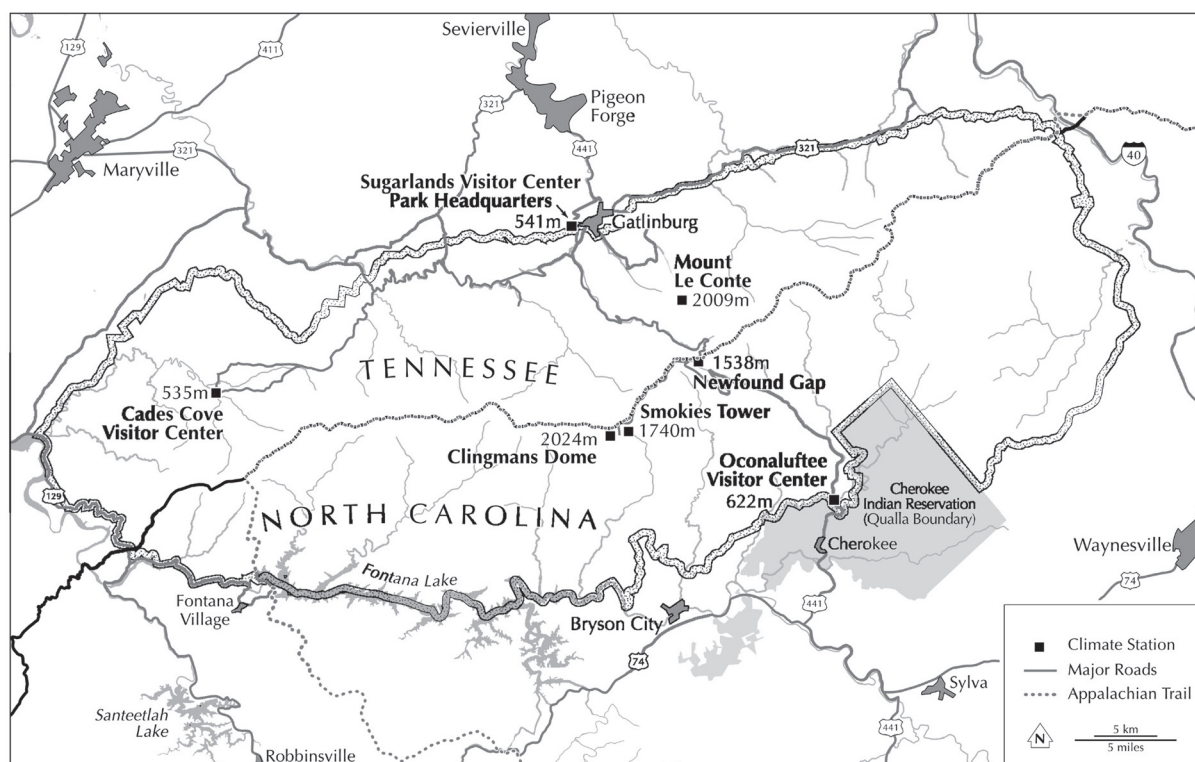 129
411
Sevierville
321
Pigeon
Forge
Maryville
321
441
321
40
Sugarlands Visitor Center
Park Headquarters
541m
Gatlinburg
Mount
Le Conte
2009m
TENNESSEE
1538m
Newfound Gap
535m
Cades Cove
Visitor Center
Smokies Tower
2024m
1740m
Clingmans Dome
Oconaluftee
Visitor Center
622m
Cherokee
Indian Reservation
(Qualla Boundary)
129
NORTH CAROLINA
Cherokee
Waynesville
74
Fontana Lake
Fontana
Village
441
Bryson City
74
Climate Station
Major Roads
Appalachian Trail
Sylva
Santeetlah
Lake
441
N
5 km
5 miles
Robbinsville